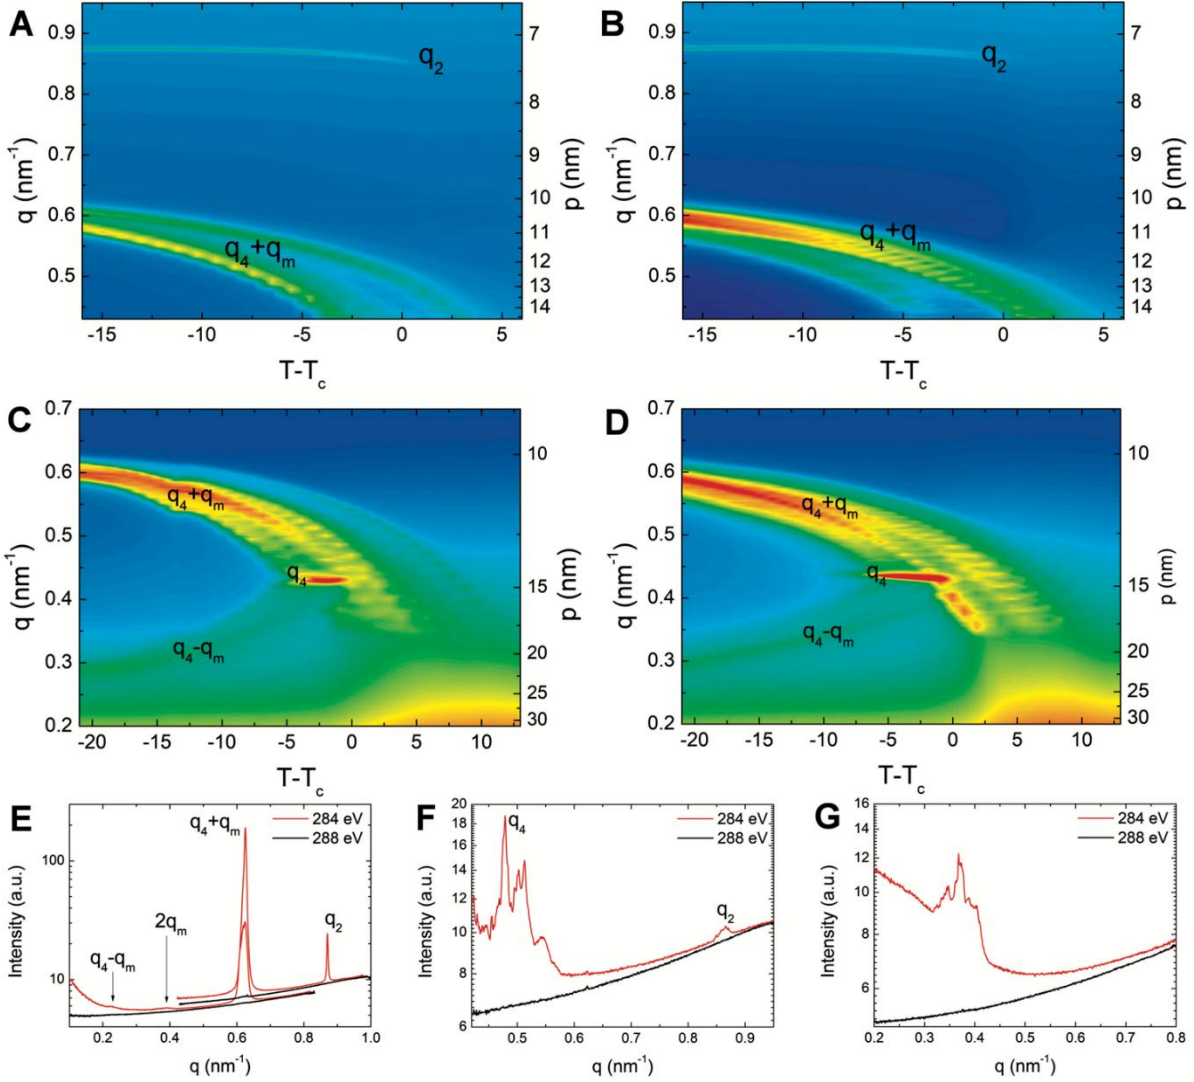 A
0.9
0.8
0.7
0.6
0.5
q (nm⁻¹)
q₂
q₄+qₘ
7
8
9
10
11
12
13
14
p (nm)
-15 -10 -5 0 5
T-T꜀
B
0.9
0.8
0.7
0.6
0.5
q (nm⁻¹)
q₂
q₄+qₘ
7
8
9
10
11
12
13
14
p (nm)
-15 -10 -5 0 5
T-T꜀
C
0.7
0.6
0.5
0.4
0.3
0.2
q (nm⁻¹)
q₄+qₘ
q₄
q₄-qₘ
10
15
20
25
30
p (nm)
-20 -15 -10 -5 0 5 10
T-T꜀
D
0.7
0.6
0.5
0.4
0.3
0.2
q (nm⁻¹)
q₄+qₘ
q₄
q₄-qₘ
10
15
20
25
30
p (nm)
-20 -15 -10 -5 0 5 10
T-T꜀
E
100
10
Intensity (a.u.)
q₄+qₘ
284 eV
288 eV
2qₘ
q₂
q₄-qₘ
0.2 0.4 0.6 0.8 1.0
q (nm⁻¹)
F
20
18
16
14
12
10
8
6
Intensity (a.u.)
q₄
284 eV
288 eV
q₂
0.5 0.6 0.7 0.8 0.9
q (nm⁻¹)
G
16
14
12
10
8
6
Intensity (a.u.)
284 eV
288 eV
0.2 0.3 0.4 0.5 0.6 0.7 0.8
q (nm⁻¹)